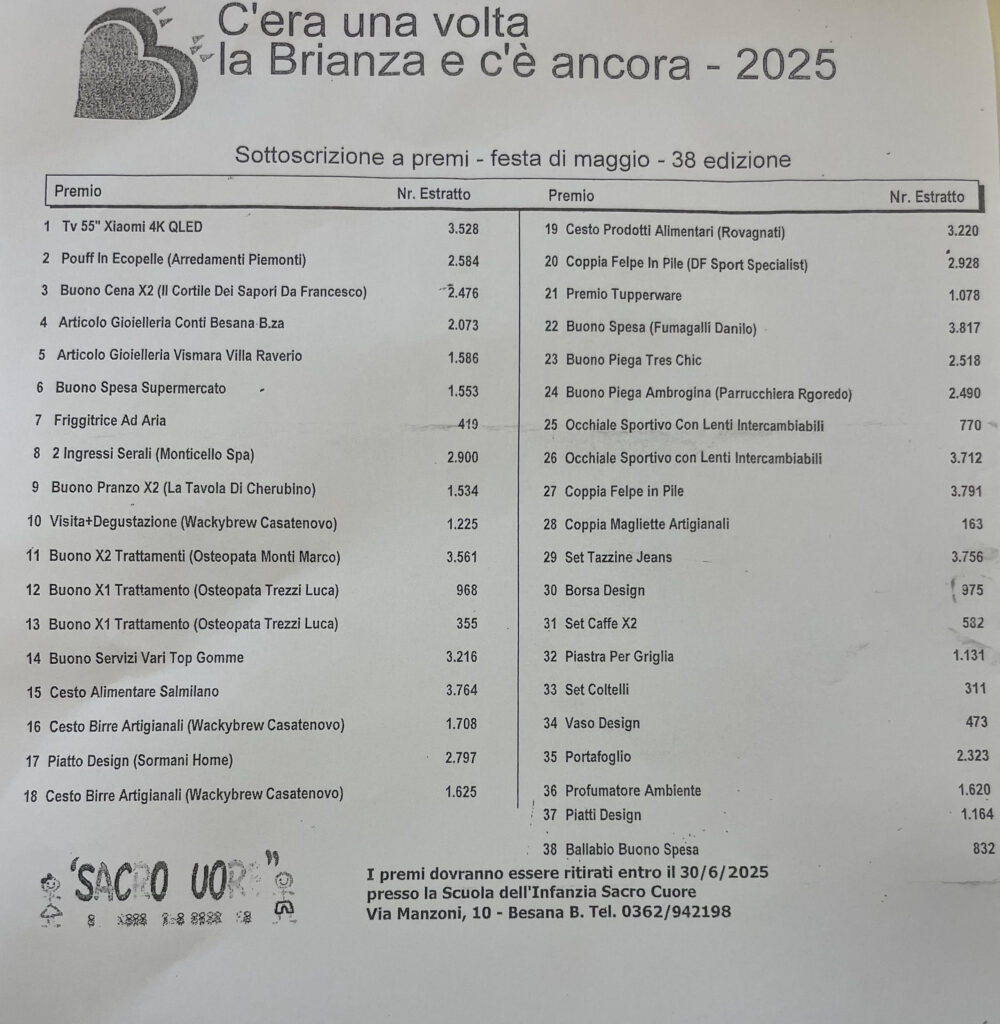 C'era una volta
la Brianza e c'è ancora - 2025
Sottoscrizione a premi - festa di maggio - 38 edizione
Premio Nr. Estratto
1 Tv 55" Xiaomi 4K QLED 3.528
2 Pouff In Ecopelle (Arredamenti Piemonti) 2.584
3 Buono Cena X2 (Il Cortile Dei Sapori Da Francesco) 2.476
4 Articolo Gioielleria Conti Besana B.za 2.073
5 Articolo Gioielleria Vismara Villa Raverio 1.586
6 Buono Spesa Supermercato 1.553
7 Friggitrice Ad Aria 419
8 2 Ingressi Serali (Monticello Spa) 2.900
9 Buono Pranzo X2 (La Tavola Di Cherubino) 1.534
10 Visita+Degustazione (Wackybrew Casatenovo) 1.225
11 Buono X2 Trattamenti (Osteopata Monti Marco) 3.561
12 Buono X1 Trattamento (Osteopata Trezzi Luca) 968
13 Buono X1 Trattamento (Osteopata Trezzi Luca) 355
14 Buono Servizi Vari Top Gomme 3.216
15 Cesto Alimentare Salmilano 3.764
16 Cesto Birre Artigianali (Wackybrew Casatenovo) 1.708
17 Piatto Design (Sormani Home) 2.797
18 Cesto Birre Artigianali (Wackybrew Casatenovo) 1.625
Premio Nr. Estratto
19 Cesto Prodotti Alimentari (Rovagnati) 3.220
20 Coppia Felpe In Pile (DF Sport Specialist) 2.928
21 Premio Tupperware 1.078
22 Buono Spesa (Fumagalli Danilo) 3.817
23 Buono Piega Tres Chic 2.518
24 Buono Piega Ambrogina (Parrucchiera Rgoredo) 2.490
25 Occhiale Sportivo Con Lenti Intercambiabili 770
26 Occhiale Sportivo con Lenti Intercambiabili 3.712
27 Coppia Felpe in Pile 3.791
28 Coppia Magliette Artigianali 163
29 Set Tazzine Jeans 3.756
30 Borsa Design 975
31 Set Caffe X2 582
32 Piastra Per Griglia 1.131
33 Set Coltelli 311
34 Vaso Design 473
35 Portafoglio 2.323
36 Profumatore Ambiente 1.620
37 Piatti Design 1.164
38 Ballabio Buono Spesa 832
"SACRO UORE"
I premi dovranno essere ritirati entro il 30/6/2025
presso la Scuola dell'Infanzia Sacro Cuore
Via Manzoni, 10 - Besana B. Tel. 0362/942198